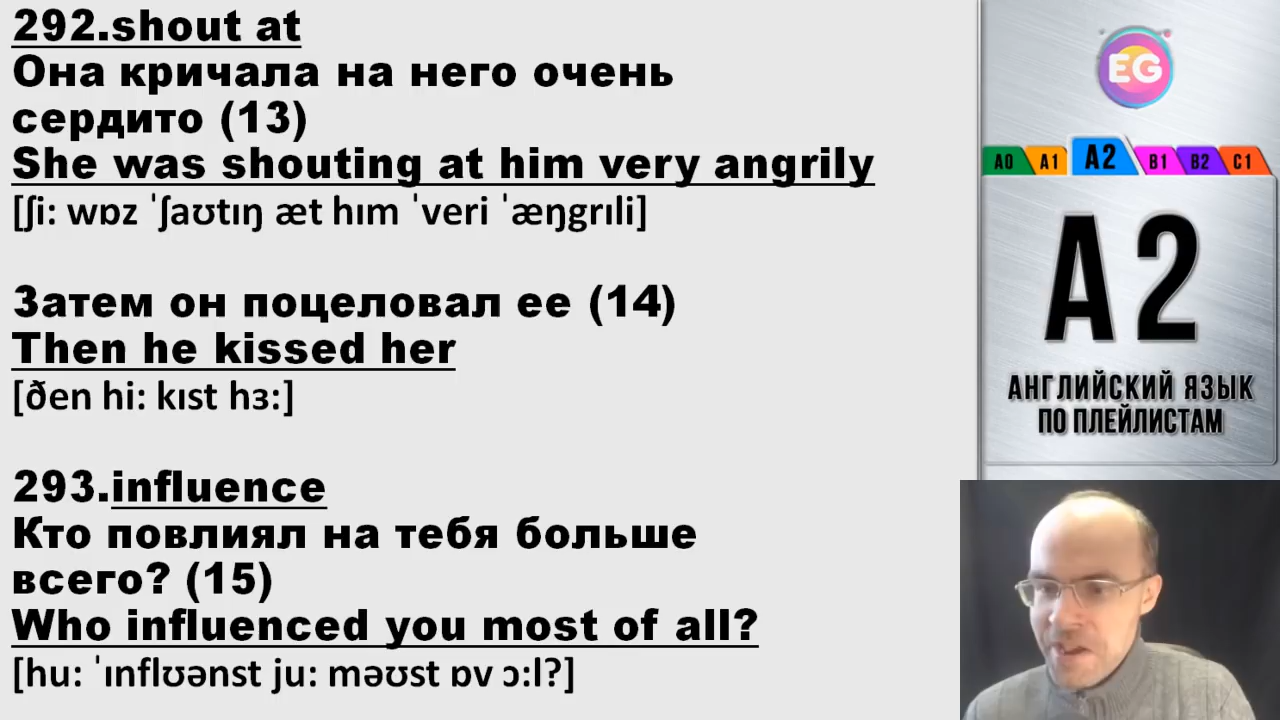 292.shout at
Она кричала на него очень
сердито (13)
She was shouting at him very angrily
[ʃi: wɒz ˈʃaʊtɪŋ æt hɪm ˈveri ˈæŋgrɪli]
Затем он поцеловал ее (14)
Then he kissed her
[ðen hi: kɪst hɜ:]
293.influence
Кто повлиял на тебя больше
всего? (15)
Who influenced you most of all?
[hu: ˈɪnflʊənst ju: məʊst ɒv ɔ:l?]
EG
A0 A1 A2 B1 B2 C1
A2
АНГЛИЙСКИЙ ЯЗЫК
ПО ПЛЕЙЛИСТАМ